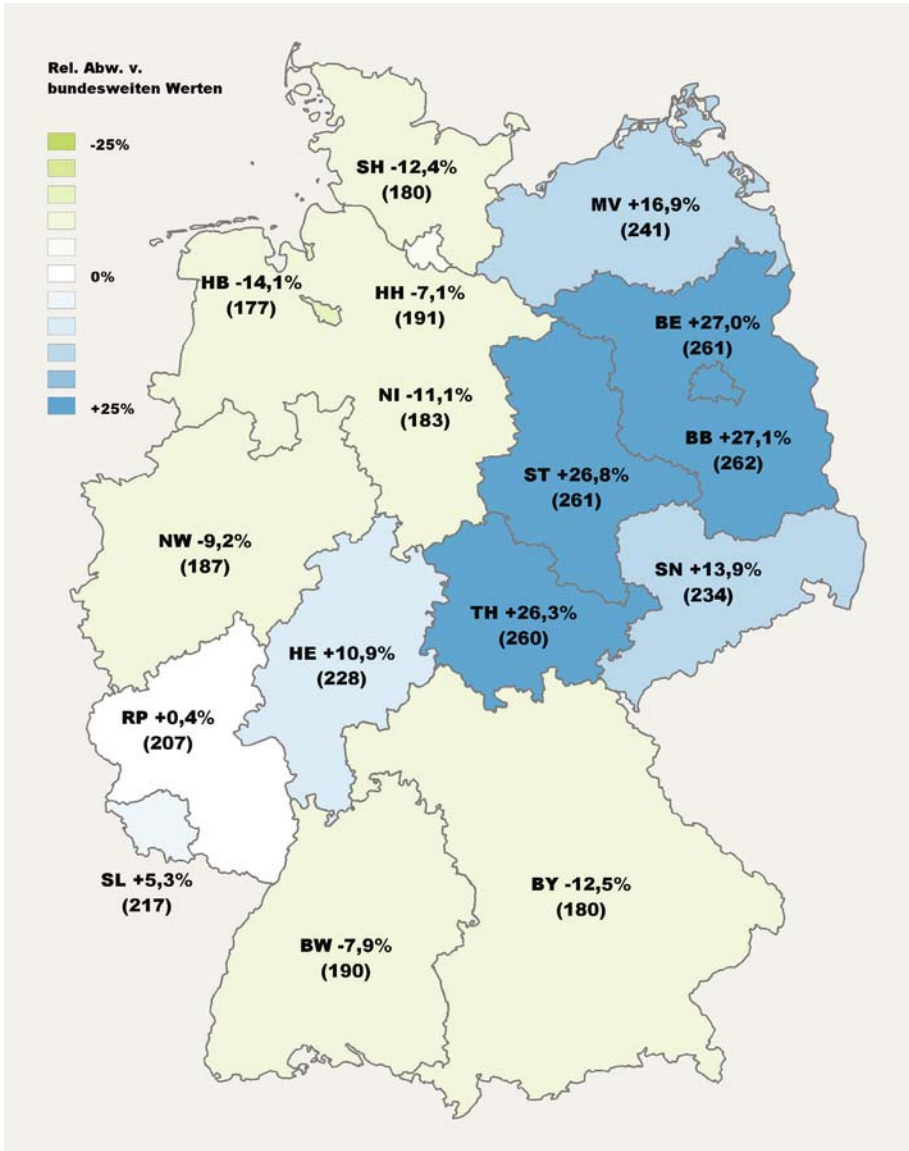 Rel. Abw. v.
bundesweiten Werten
-25%
0%
+25%
SH -12,4%
(180)
MV +16,9%
(241)
HB -14,1%
(177)
HH -7,1%
(191)
BE +27,0%
(261)
NI -11,1%
(183)
BB +27,1%
(262)
ST +26,8%
(261)
NW -9,2%
(187)
SN +13,9%
(234)
TH +26,3%
(260)
HE +10,9%
(228)
RP +0,4%
(207)
SL +5,3%
(217)
BY -12,5%
(180)
BW -7,9%
(190)